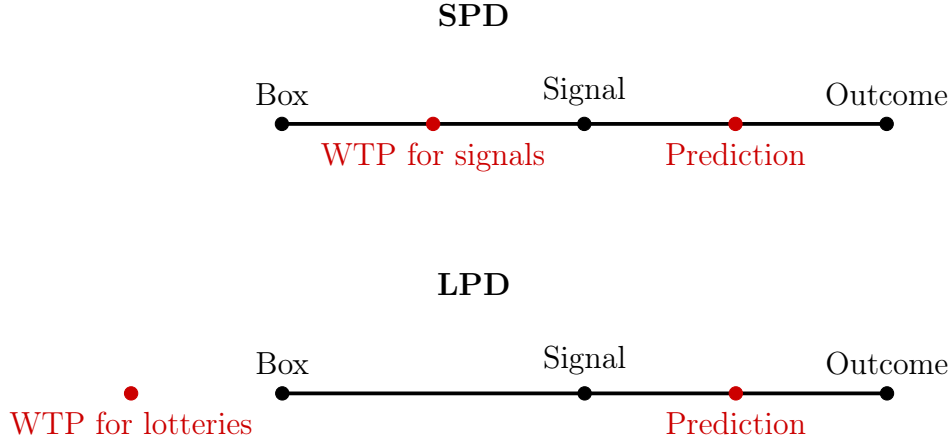 SPD
Box
Signal
Outcome
WTP for signals
Prediction
LPD
Box
Signal
Outcome
WTP for lotteries
Prediction